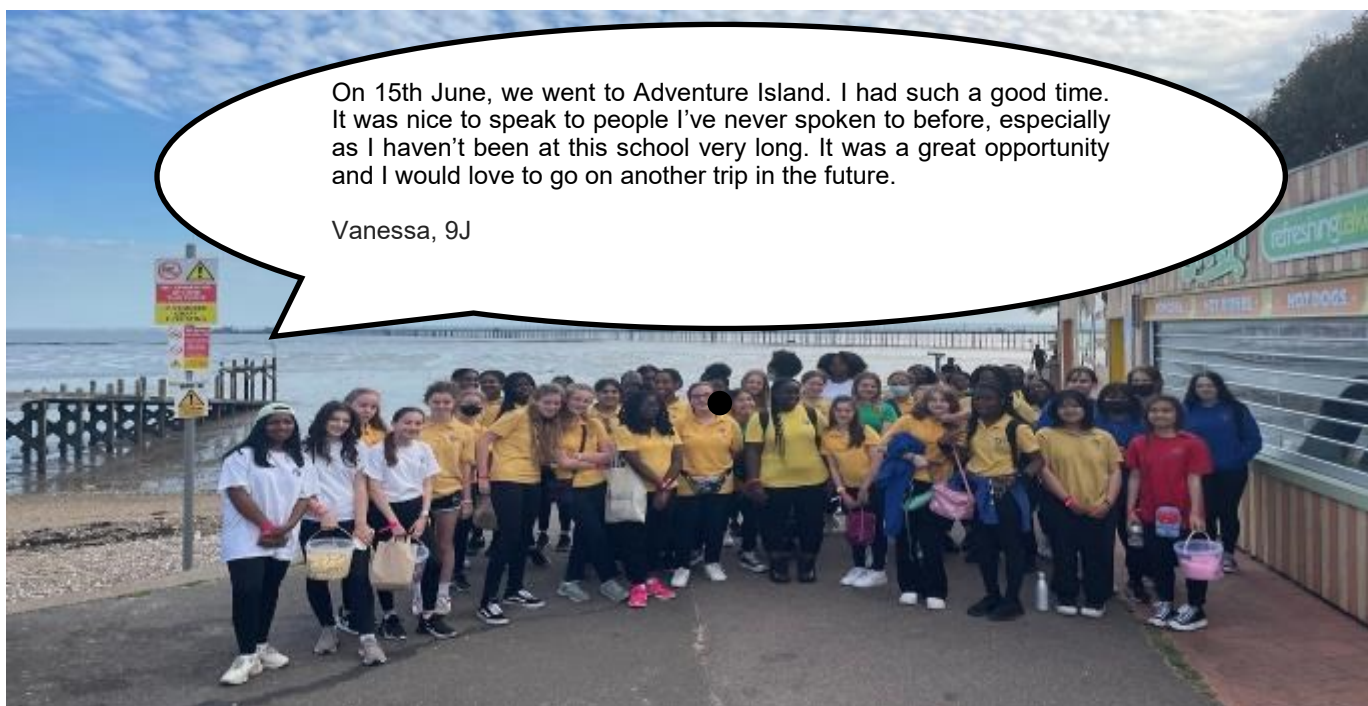 On 15th June, we went to Adventure Island. I had such a good time.
It was nice to speak to people I’ve never spoken to before, especially
as I haven’t been at this school very long. It was a great opportunity
and I would love to go on another trip in the future.
Vanessa, 9J
refreshing
HOT DOGS